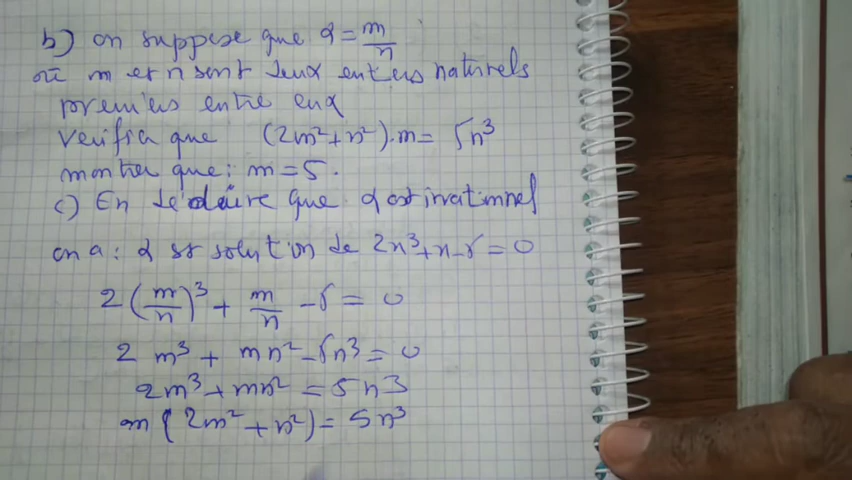 b) on suppose que α = m/n
où m et n sont deux entiers naturels
premiers entre eux
Vérifier que (2m²+n²).m = 5n³
montrer que : m = 5.
c) En déduire que α est irrationnel
on a : α st solution de 2x³+x-5 = 0
2(m/n)³ + m/n - 5 = 0
2m³ + mn² - 5n³ = 0
2m³ + mn² = 5n3
m(2m² + n²) = 5n³